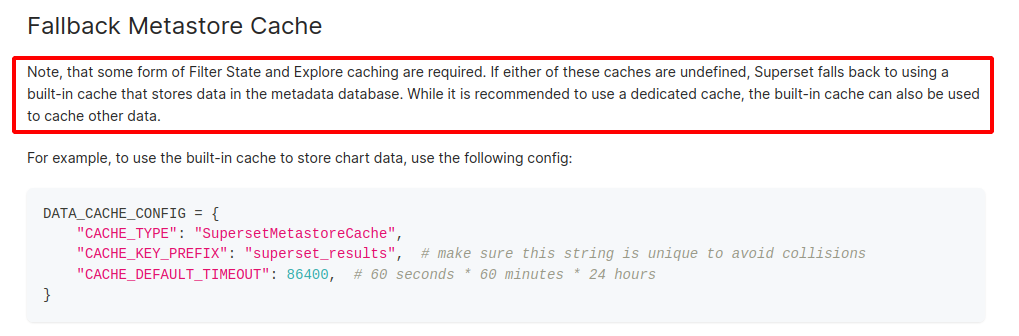 Fallback Metastore Cache
Note, that some form of Filter State and Explore caching are required. If either of these caches are undefined, Superset falls back to using a
built-in cache that stores data in the metadata database. While it is recommended to use a dedicated cache, the built-in cache can also be used
to cache other data.
For example, to use the built-in cache to store chart data, use the following config:
DATA_CACHE_CONFIG = {
    "CACHE_TYPE": "SupersetMetastoreCache",
    "CACHE_KEY_PREFIX": "superset_results",  # make sure this string is unique to avoid collisions
    "CACHE_DEFAULT_TIMEOUT": 86400,  # 60 seconds * 60 minutes * 24 hours
}